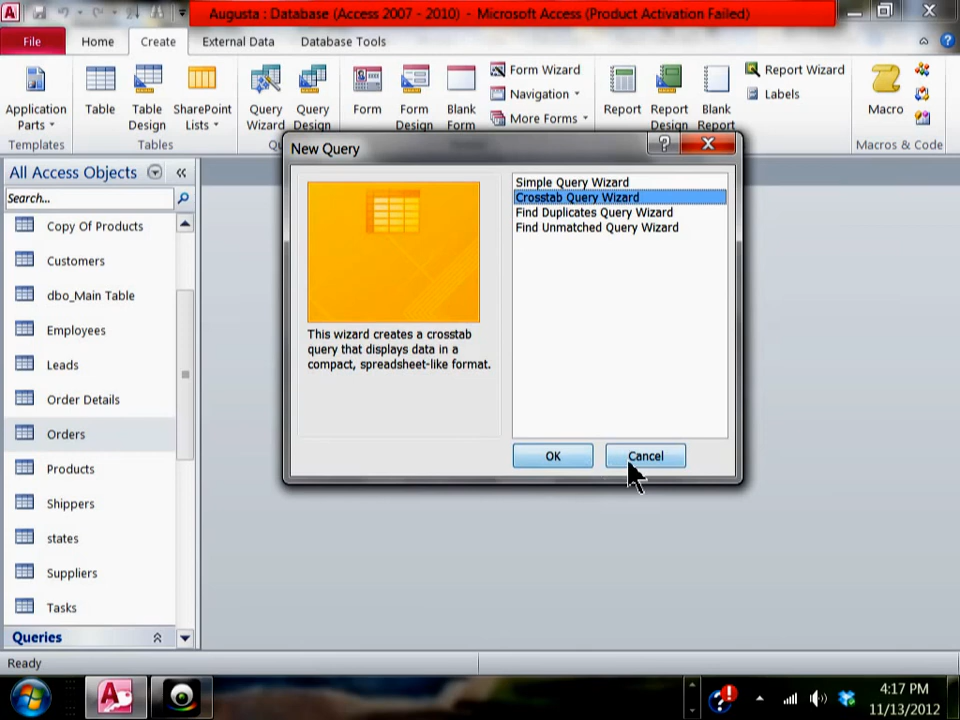 Augusta : Database (Access 2007 - 2010) - Microsoft Access (Product Activation Failed)
File Home Create External Data Database Tools
Application Parts
Table
Table Design
SharePoint Lists
Query Wizard
Query Design
Form
Form Design
Blank Form
Form Wizard
Navigation
More Forms
Report
Report Design
Blank Report
Report Wizard
Labels
Macro
Templates
Tables
Macros & Code
All Access Objects
Search...
Copy Of Products
Customers
dbo_Main Table
Employees
Leads
Order Details
Orders
Products
Shippers
states
Suppliers
Tasks
Queries
New Query
Simple Query Wizard
Crosstab Query Wizard
Find Duplicates Query Wizard
Find Unmatched Query Wizard
This wizard creates a crosstab
query that displays data in a
compact, spreadsheet-like format.
OK
Cancel
Ready
4:17 PM
11/13/2012